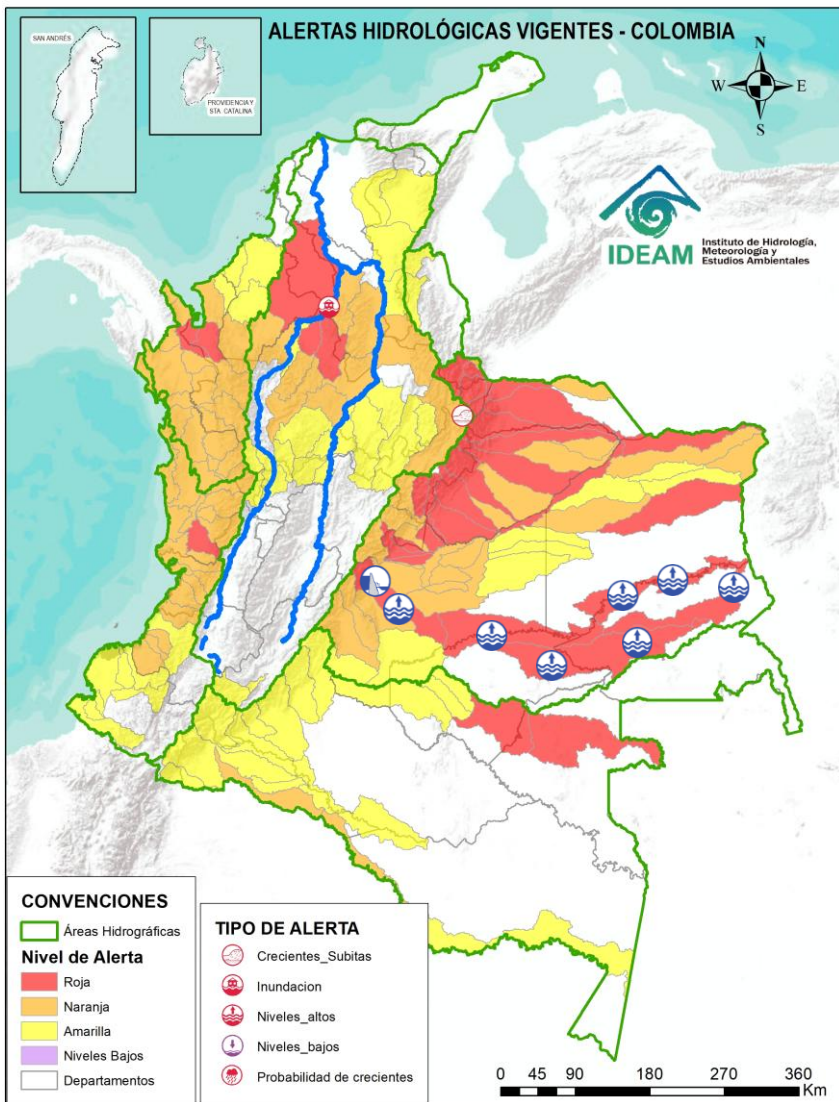 ALERTAS HIDROLÓGICAS VIGENTES - COLOMBIA
SAN ANDRÉS
PROVIDENCIA Y
STA. CATALINA
N
W
E
S
IDEAM
Instituto de Hidrología,
Meteorología y
Estudios Ambientales
CONVENCIONES
Áreas Hidrográficas
Nivel de Alerta
Roja
Naranja
Amarilla
Niveles Bajos
Departamentos
TIPO DE ALERTA
Crecientes_Subitas
Inundacion
Niveles_altos
Niveles_bajos
Probabilidad de crecientes
0 45 90 180 270 360
Km